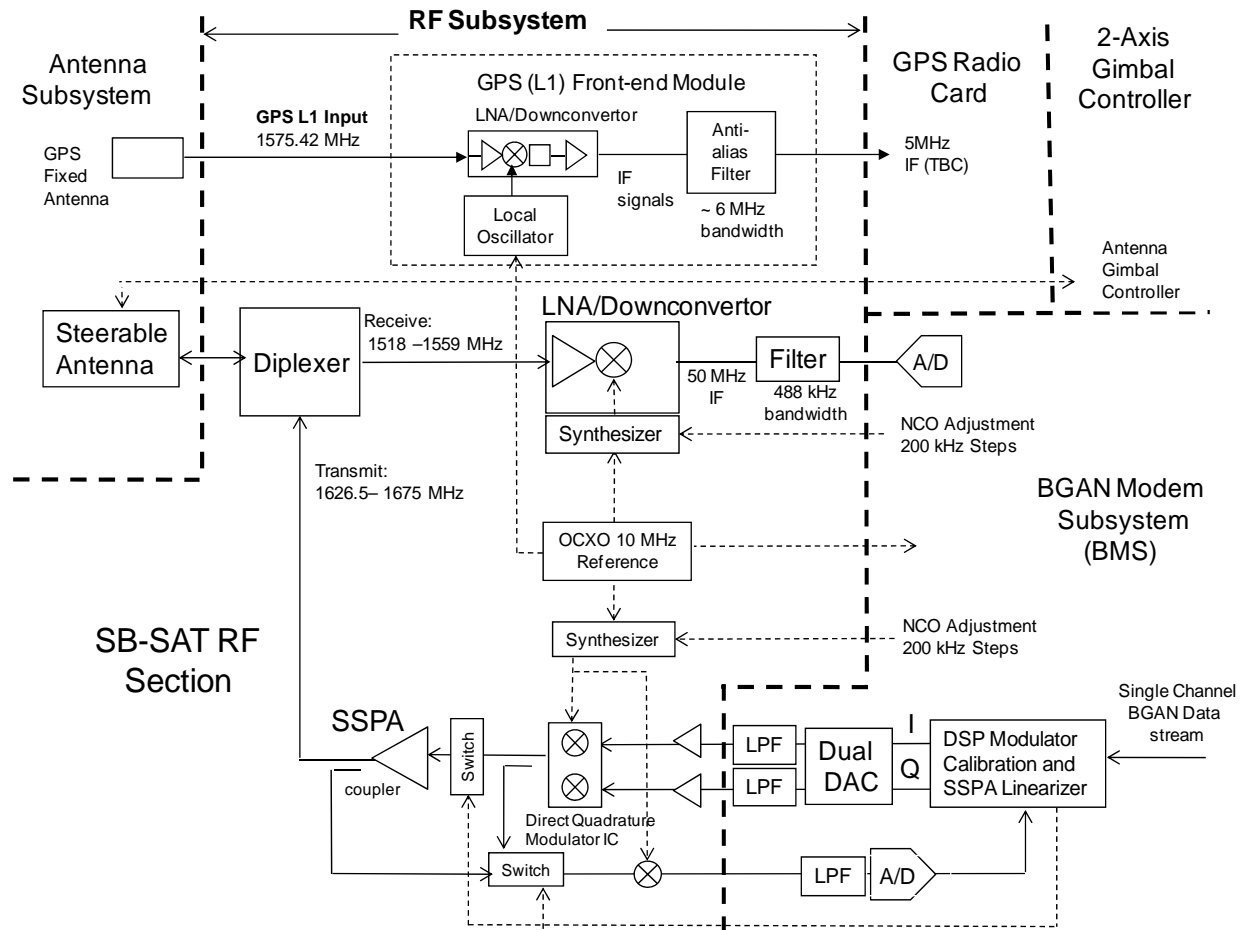 RF Subsystem
Antenna
Subsystem
GPS Radio
Card
2-Axis
Gimbal
Controller
GPS (L1) Front-end Module
GPS L1 Input
1575.42 MHz
LNA/Downconvertor
Anti-
alias
Filter
GPS
Fixed
Antenna
IF
signals
5MHz
IF (TBC)
~ 6 MHz
bandwidth
Local
Oscillator
Antenna
Gimbal
Controller
LNA/Downconvertor
Steerable
Antenna
Diplexer
Receive:
1518 –1559 MHz
50 MHz
IF
Filter
A/D
488 kHz
bandwidth
Synthesizer
NCO Adjustment
200 kHz Steps
Transmit:
1626.5– 1675 MHz
BGAN Modem
Subsystem
(BMS)
OCXO 10 MHz
Reference
SB-SAT RF
Section
Synthesizer
NCO Adjustment
200 kHz Steps
Single Channel
BGAN Data
stream
SSPA
Switch
coupler
LPF
LPF
Dual
DAC
I
Q
DSP Modulator
Calibration and
SSPA Linearizer
Direct Quadrature
Modulator IC
Switch
LPF
A/D